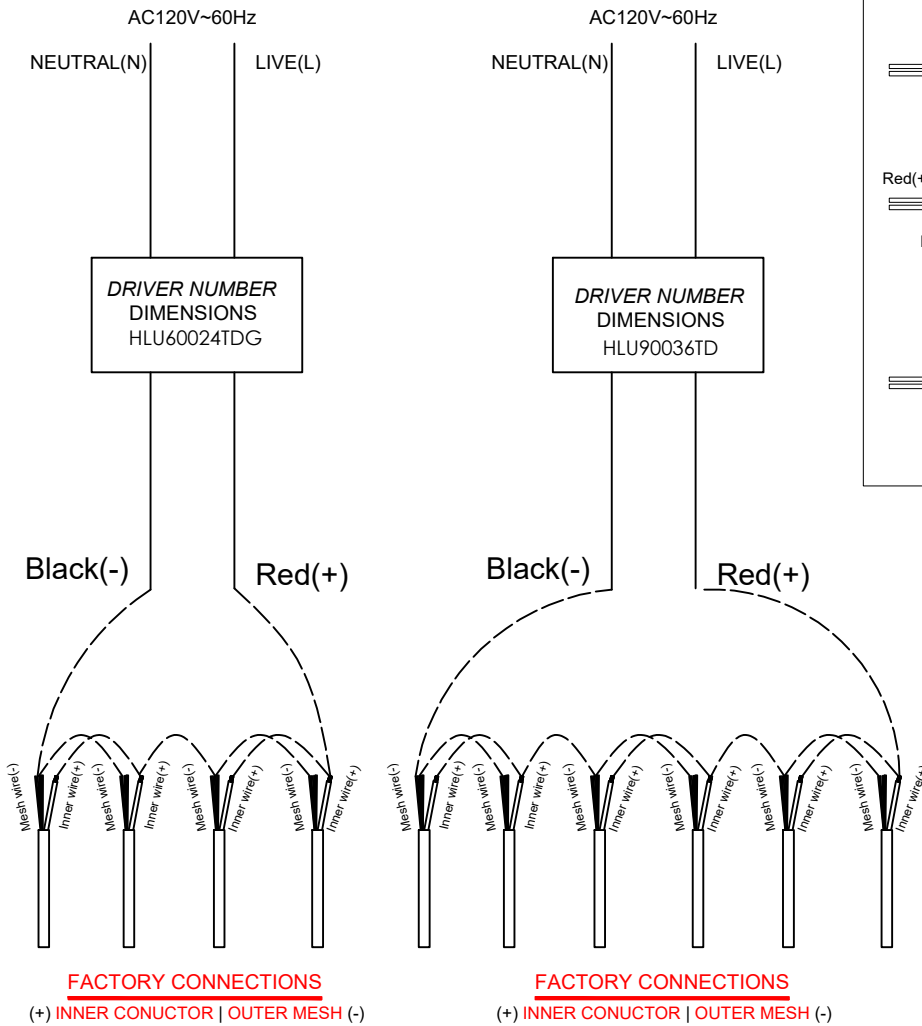 AC120V~60Hz
NEUTRAL(N)
LIVE(L)
DRIVER NUMBER
DIMENSIONS
HLU60024TDG
Black(-)
Red(+)
Mesh wire(-)
Inner wire(+)
Mesh wire(-)
Inner wire(+)
Mesh wire(-)
Inner wire(+)
Mesh wire(-)
Inner wire(+)
FACTORY CONNECTIONS
(+) INNER CONUCTOR | OUTER MESH (-)
AC120V~60Hz
NEUTRAL(N)
LIVE(L)
DRIVER NUMBER
DIMENSIONS
HLU90036TD
Black(-)
Red(+)
Mesh wire(-)
Inner wire(+)
Mesh wire(-)
Inner wire(+)
Mesh wire(-)
Inner wire(+)
Mesh wire(-)
Inner wire(+)
Mesh wire(-)
Inner wire(+)
Mesh wire(-)
Inner wire(+)
FACTORY CONNECTIONS
(+) INNER CONUCTOR | OUTER MESH (-)
Red(+